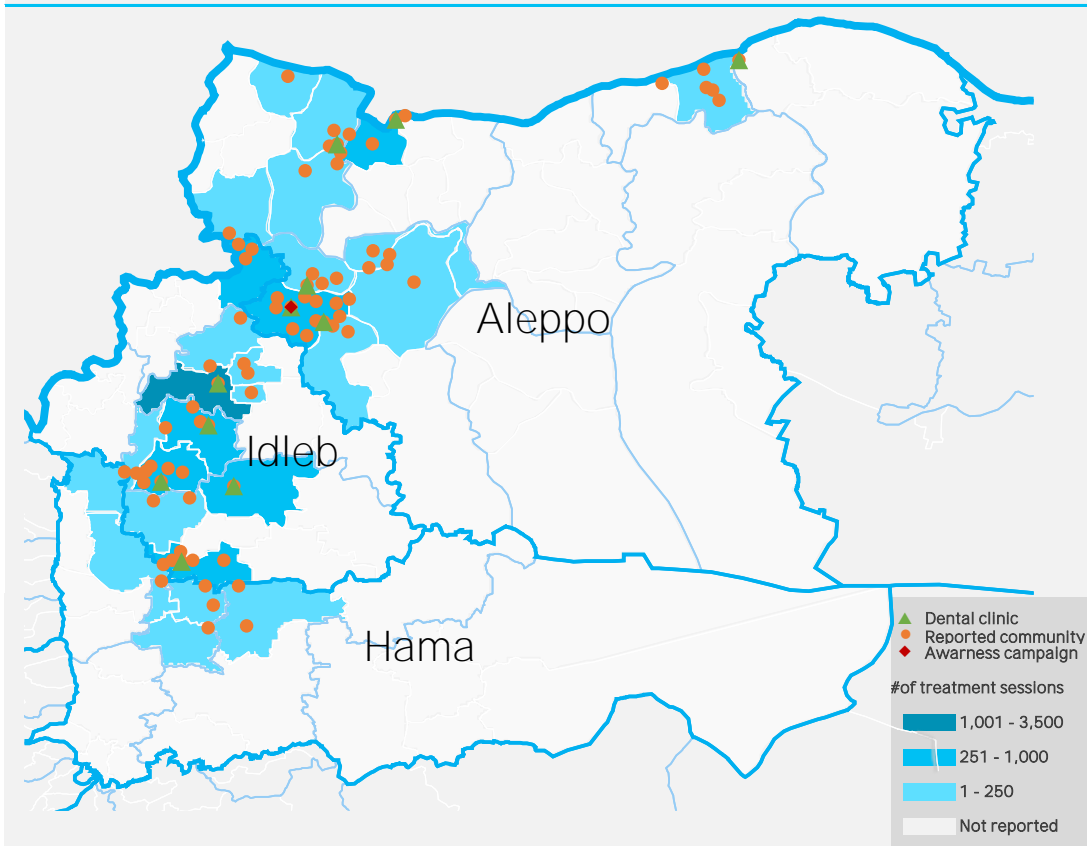 Aleppo
Idleb
Hama
Dental clinic
Reported community
Awarness campaign
#of treatment sessions
1,001 - 3,500
251 - 1,000
1 - 250
Not reported